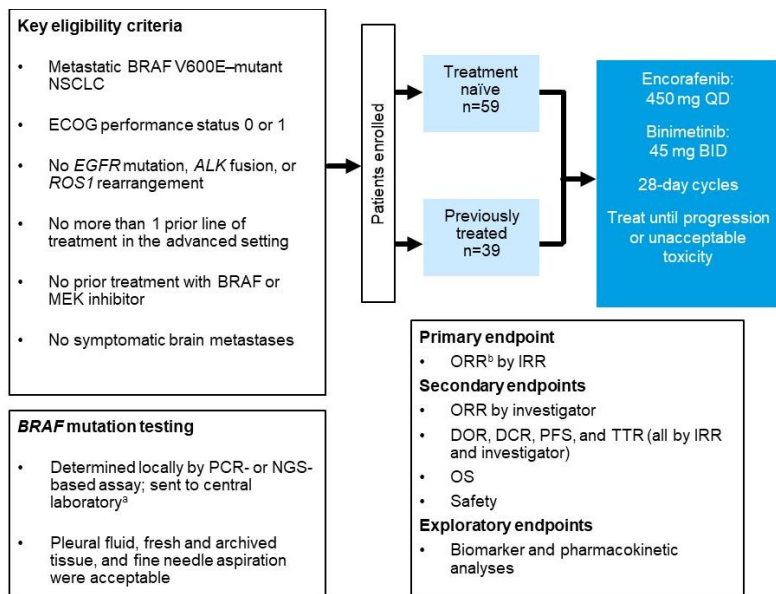 Key eligibility criteria
• Metastatic BRAF V600E–mutant
NSCLC
• ECOG performance status 0 or 1
• No EGFR mutation, ALK fusion, or
ROS1 rearrangement
• No more than 1 prior line of
treatment in the advanced setting
• No prior treatment with BRAF or
MEK inhibitor
• No symptomatic brain metastases
BRAF mutation testing
• Determined locally by PCR- or NGS-
based assay; sent to central
laboratoryᵃ
• Pleural fluid, fresh and archived
tissue, and fine needle aspiration
were acceptable
Patients enrolled
Treatment
naïve
n=59
Previously
treated
n=39
Encorafenib:
450 mg QD
Binimetinib:
45 mg BID
28-day cycles
Treat until progression
or unacceptable
toxicity
Primary endpoint
• ORRᵇ by IRR
Secondary endpoints
• ORR by investigator
• DOR, DCR, PFS, and TTR (all by IRR
and investigator)
• OS
• Safety
Exploratory endpoints
• Biomarker and pharmacokinetic
analyses